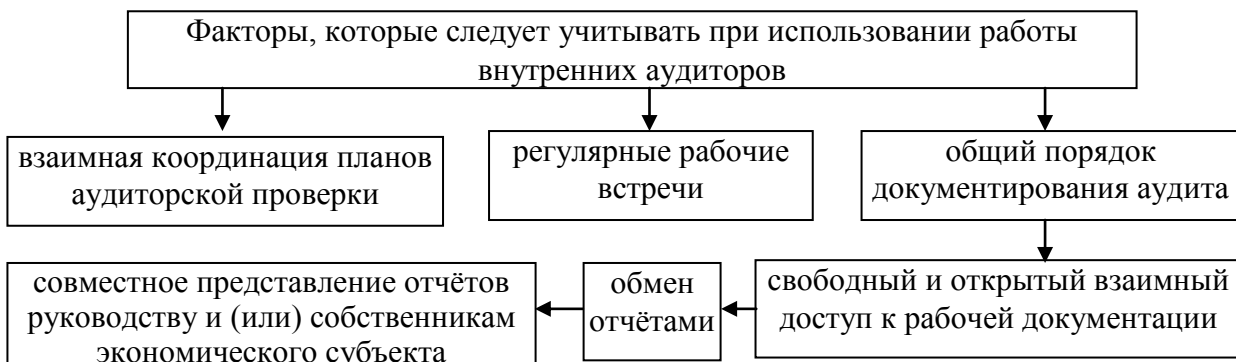 Факторы, которые следует учитывать при использовании работы
внутренних аудиторов
взаимная координация планов
аудиторской проверки
регулярные рабочие
встречи
общий порядок
документирования аудита
свободный и открытый взаимный
доступ к рабочей документации
обмен
отчётами
совместное представление отчётов
руководству и (или) собственникам
экономического субъекта